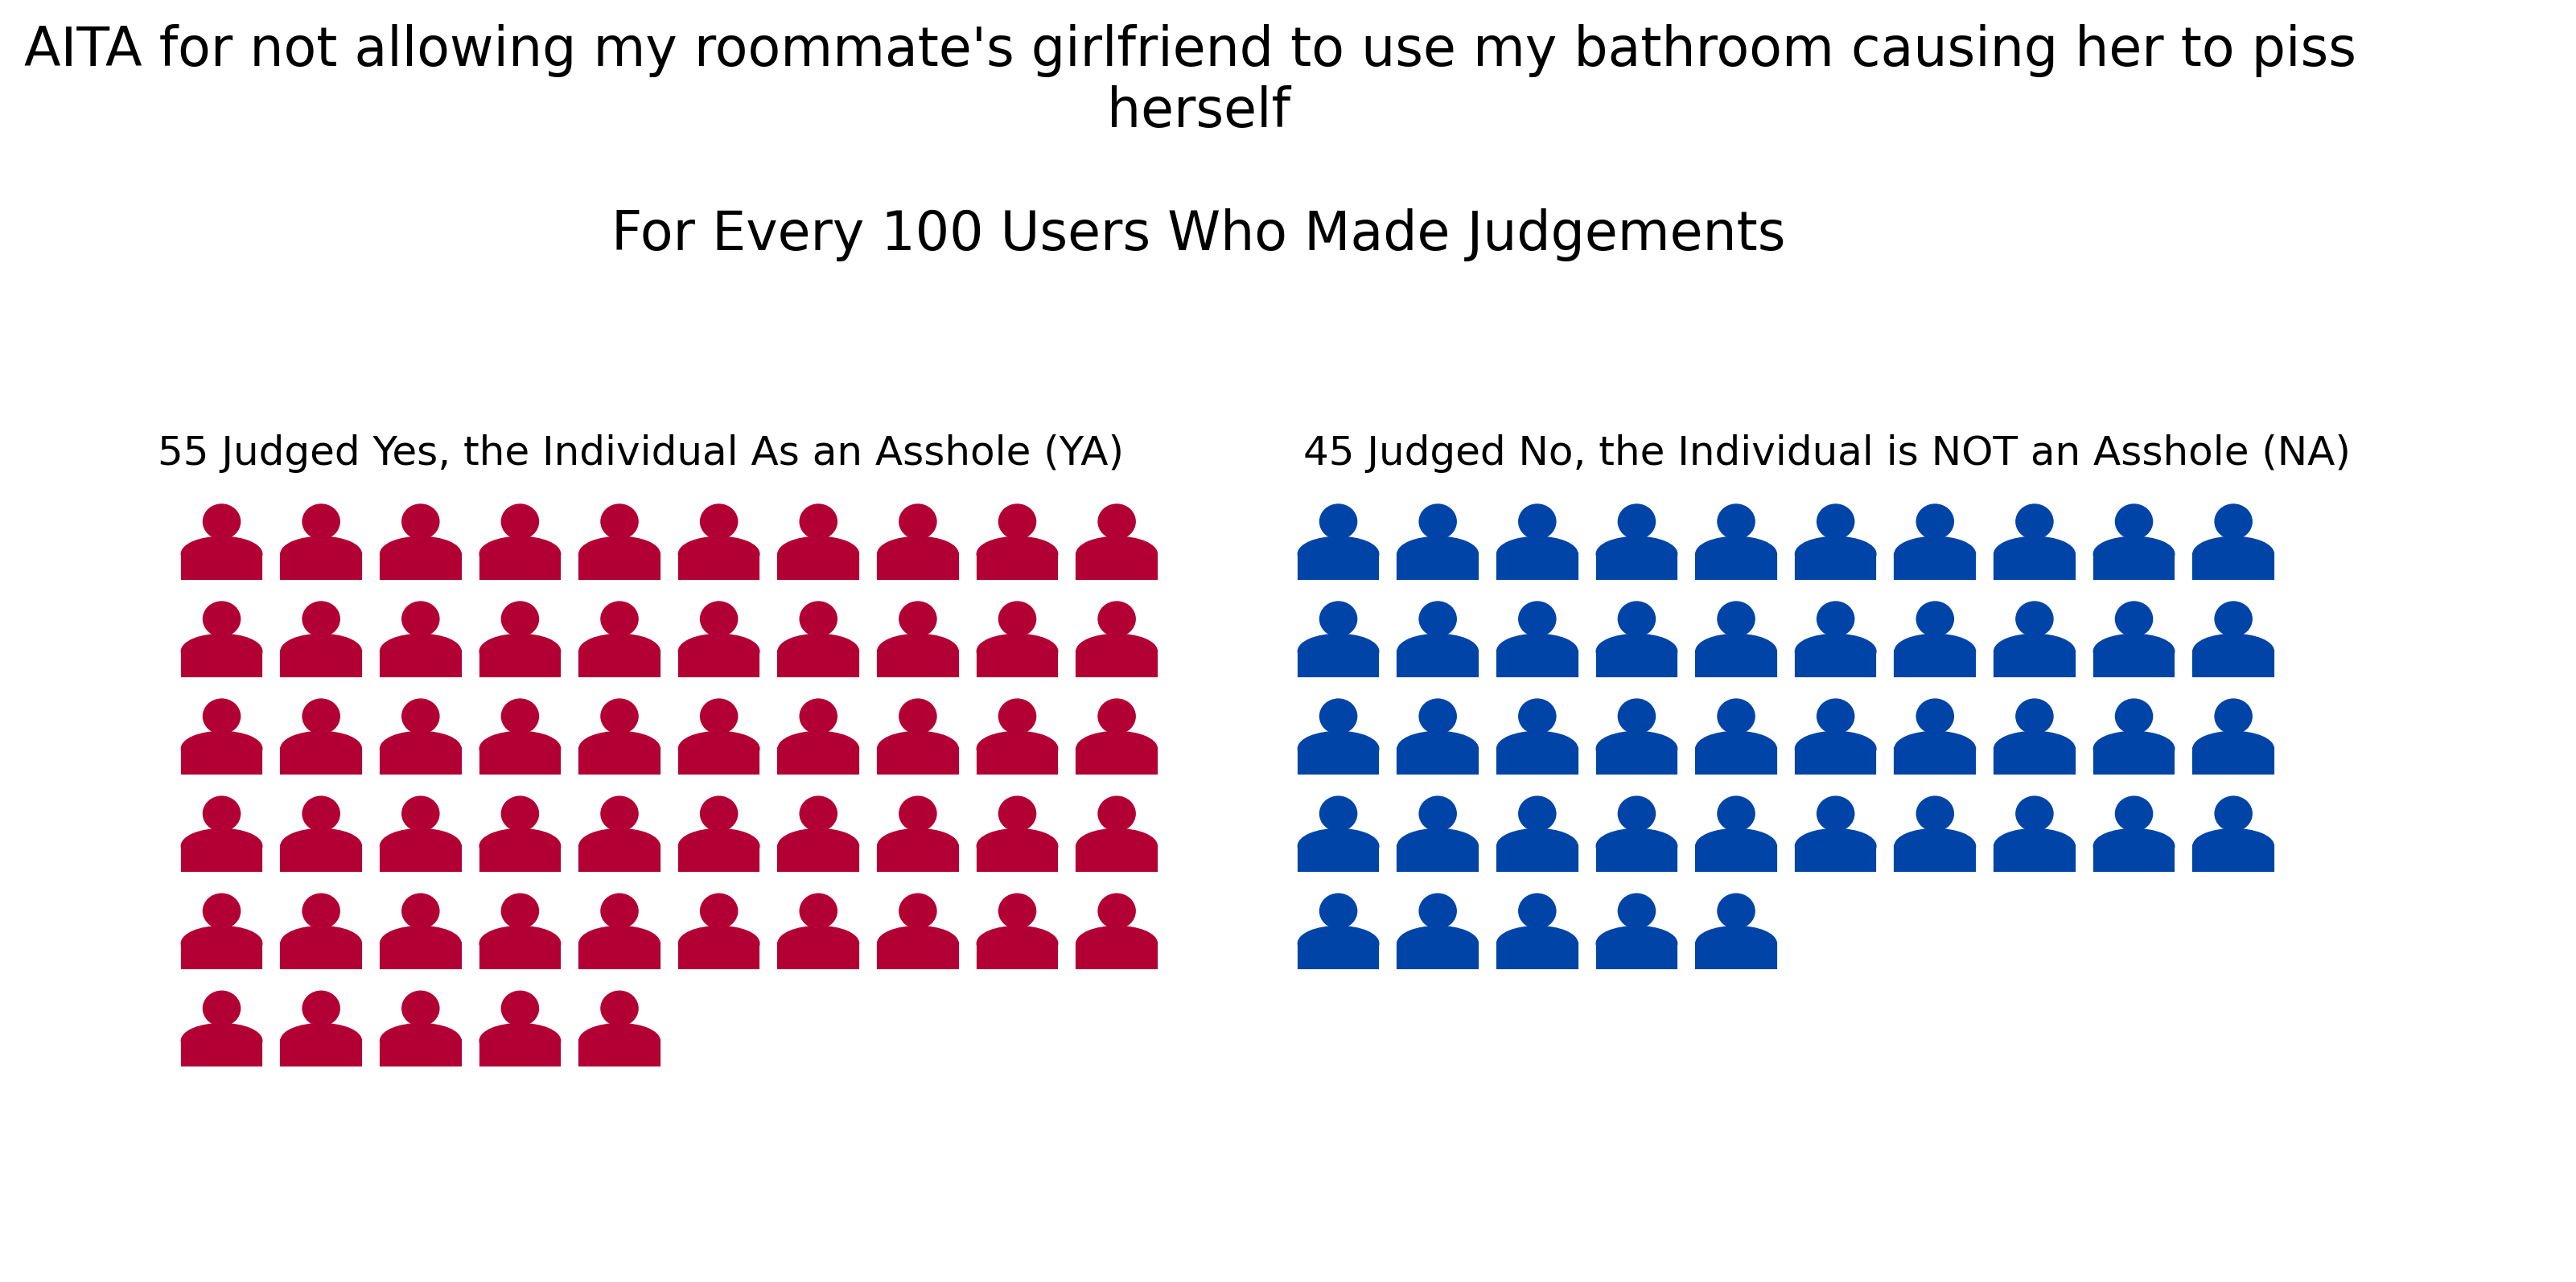 AITA for not allowing my roommate's girlfriend to use my bathroom causing her to piss
herself
For Every 100 Users Who Made Judgements
55 Judged Yes, the Individual As an Asshole (YA)
45 Judged No, the Individual is NOT an Asshole (NA)